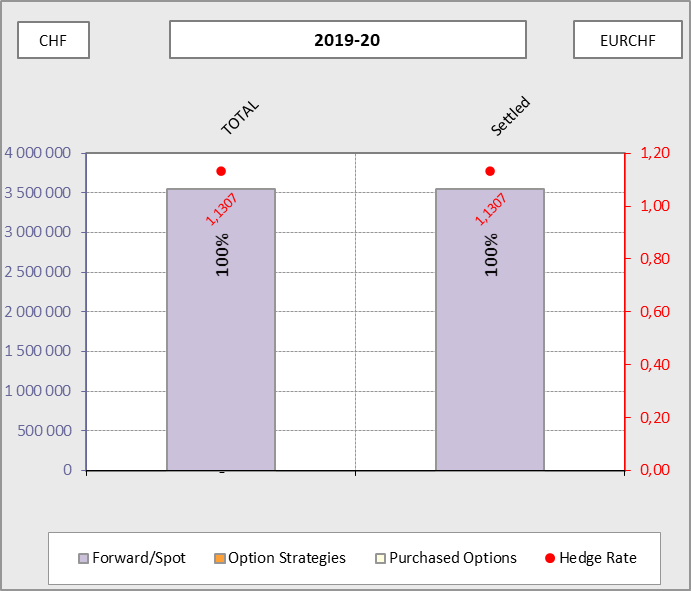 CHF
2019-20
EURCHF
TOTAL
Settled
4 000 000
3 500 000
3 000 000
2 500 000
2 000 000
1 500 000
1 000 000
500 000
0
1,20
1,00
0,80
0,60
0,40
0,20
0,00
1,1307
100%
1,1307
100%
-
Forward/Spot Option Strategies Purchased Options Hedge Rate